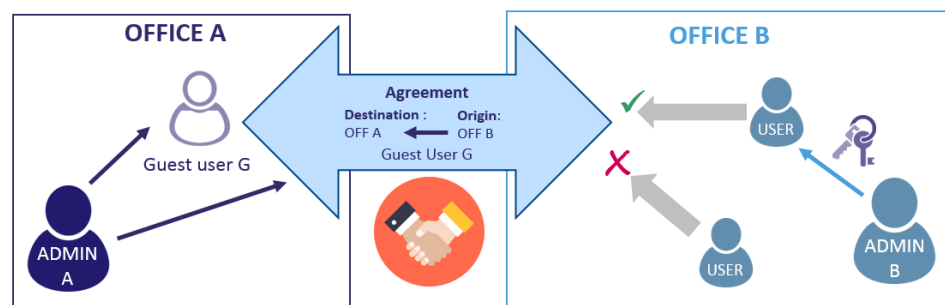 OFFICE A
OFFICE B
Agreement
Destination :
Origin:
OFF A
OFF B
Guest User G
Guest user G
USER
ADMIN
A
USER
ADMIN
B